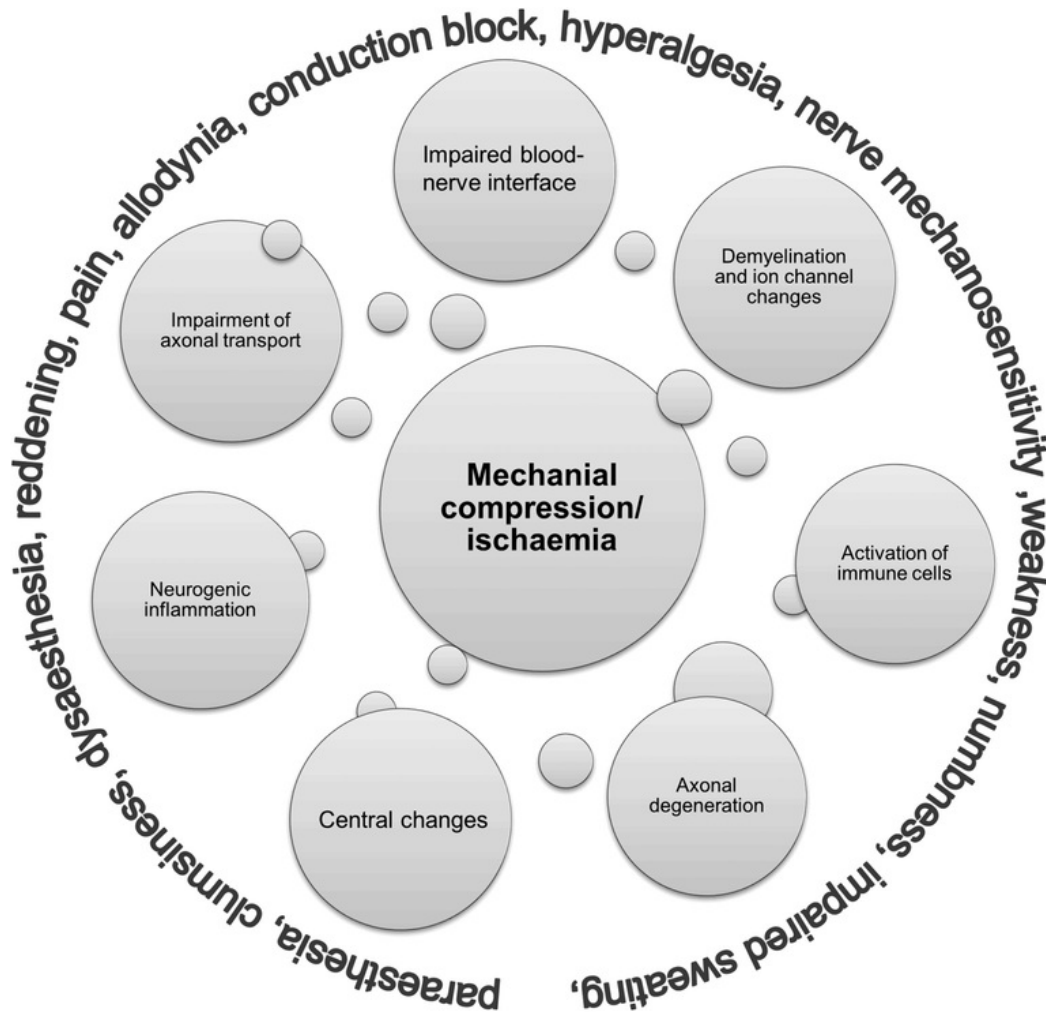 paraesthesia, clumsiness, dysaesthesia, reddening, pain, allodynia, conduction block, hyperalgesia, nerve mechanosensitivity ,weakness, numbness, impaired sweating,
Impaired blood-
nerve interface
Demyelination
and ion channel
changes
Impairment of
axonal transport
Mechanial
compression/
ischaemia
Activation of
immune cells
Neurogenic
inflammation
Axonal
degeneration
Central changes